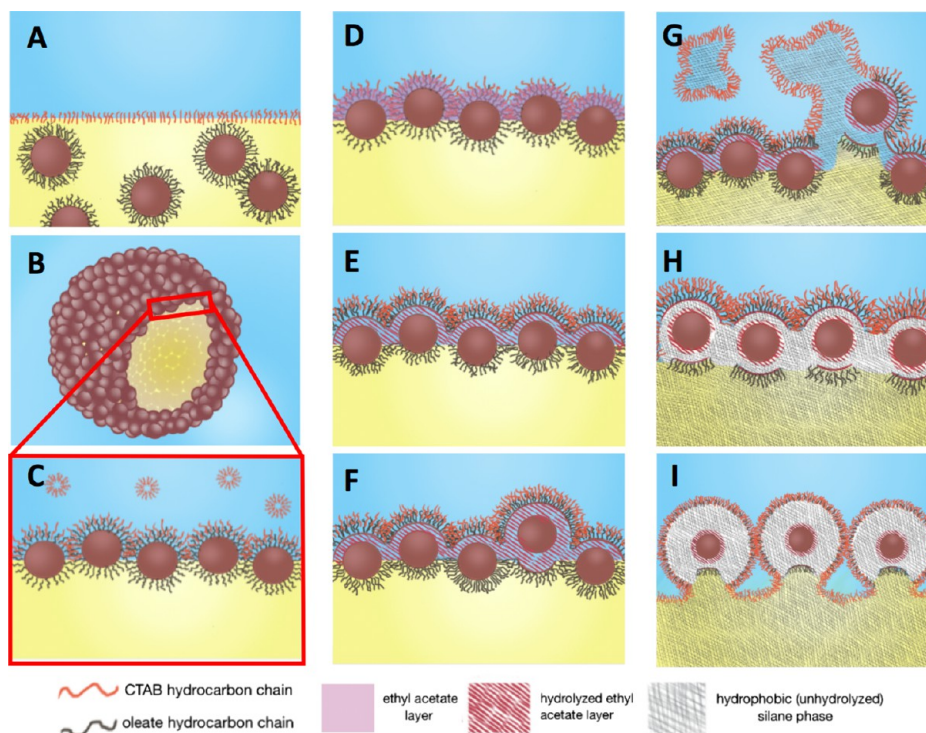 A
D
G
B
E
H
C
F
I
CTAB hydrocarbon chain
oleate hydrocarbon chain
ethyl acetate
layer
hydrolyzed ethyl
acetate layer
hydrophobic (unhydrolyzed)
silane phase